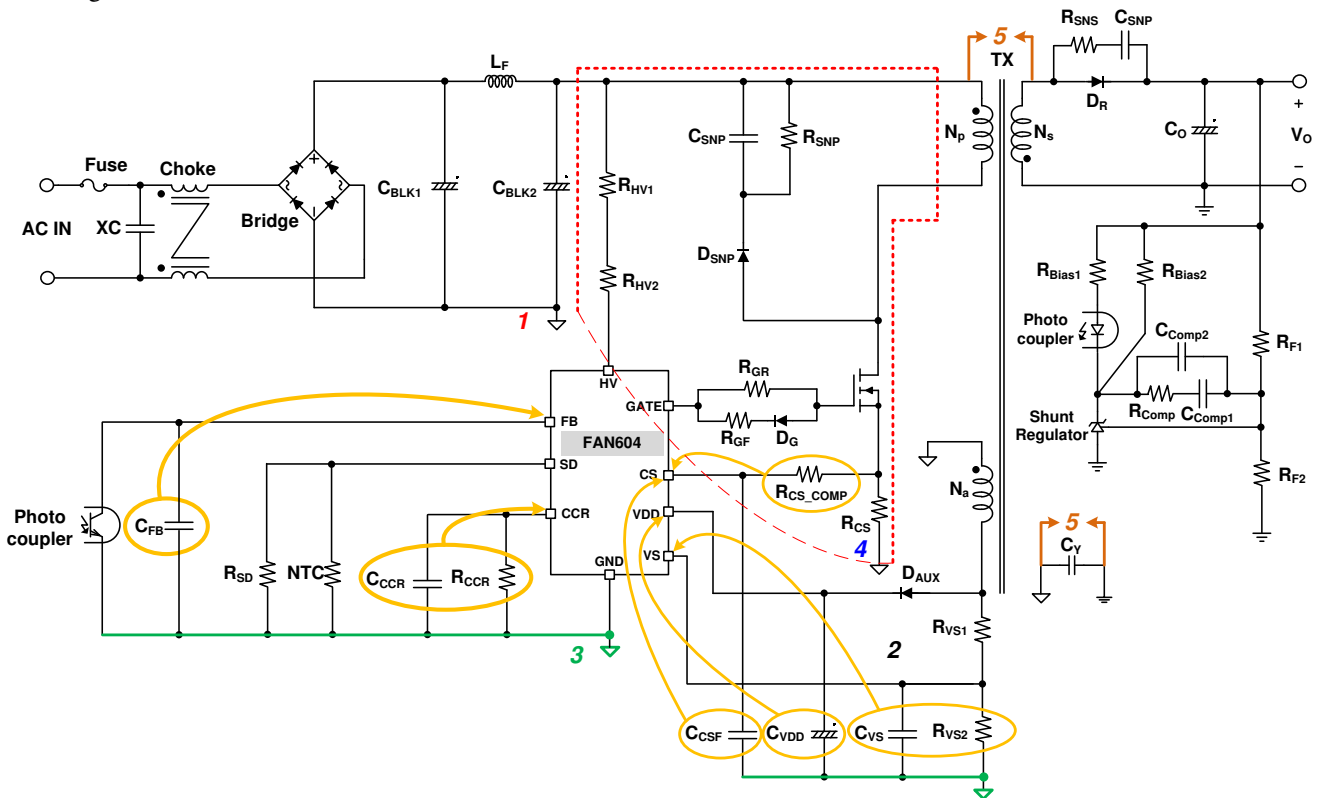 5
TX
RSNS
CSNP
LF
Fuse
Choke
AC IN
XC
Bridge
CBLK1
CBLK2
RHV1
RHV2
CSNP
RSNP
DSNP
Np
Ns
DR
CO
+
VO
−
1
RBias1
RBias2
Photo
coupler
CComp2
RF1
RComp
CComp1
Shunt
Regulator
RF2
HV
GATE
FB
FAN604
SD
CS
CCR
VDD
VS
GND
RGR
RGF
DG
RCS_COMP
RCS
4
Na
5
CY
Photo
coupler
CFB
RSD
NTC
CCCR
RCCR
3
DAUX
RVS1
2
CCSF
CVDD
CVS
RVS2